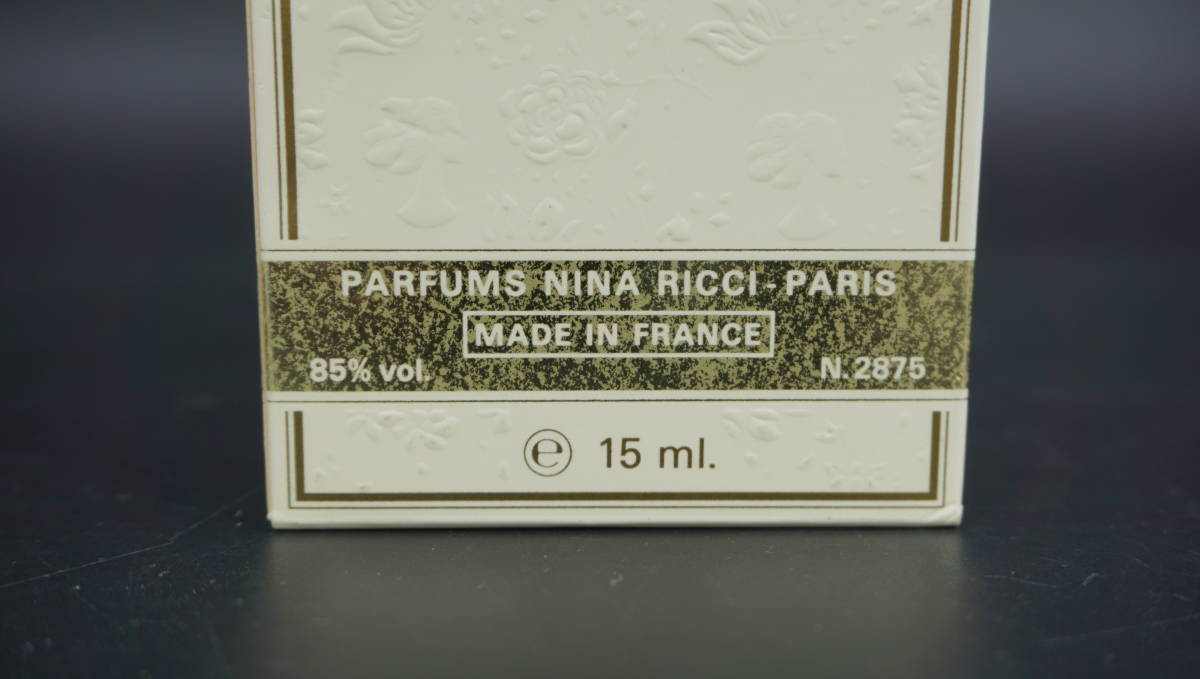 PARFUMS NINA RICCI - PARIS
MADE IN FRANCE
85% vol. N. 2875
℮ 15 ml.